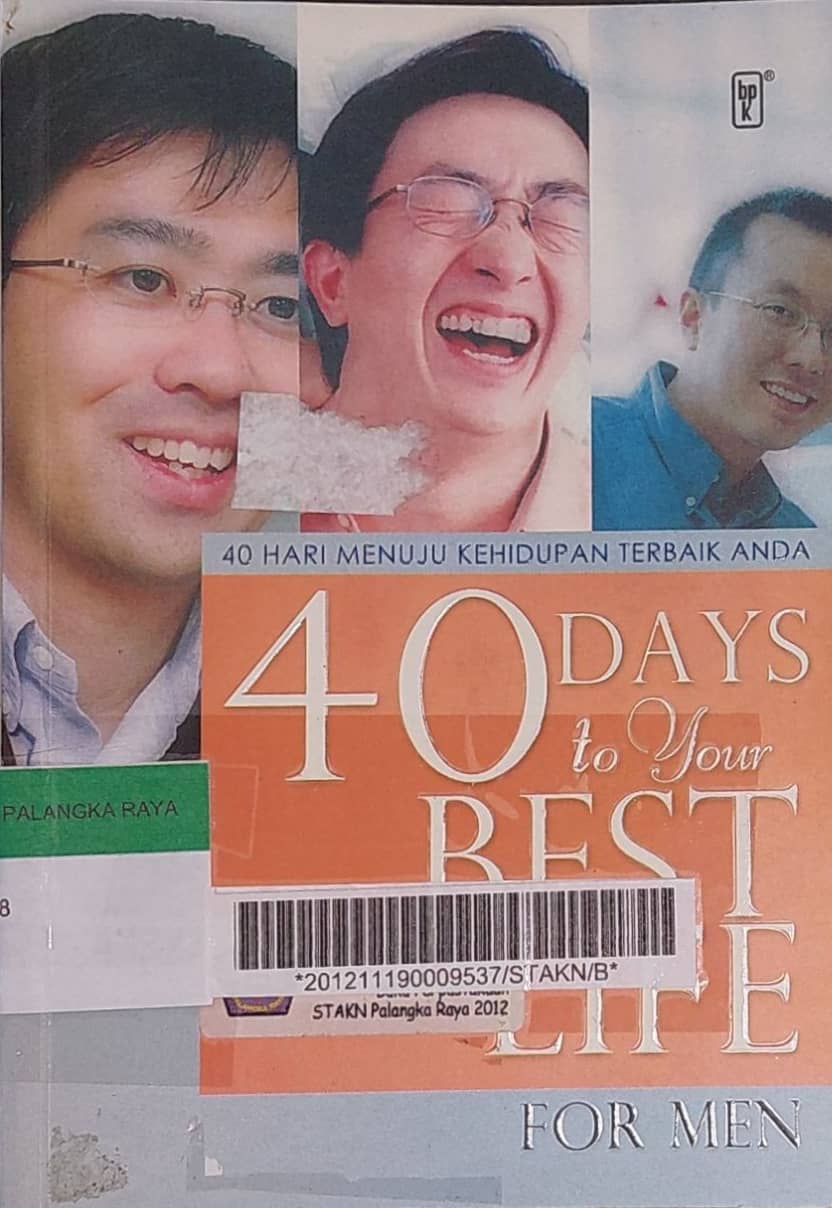 bp
k
®
40 HARI MENUJU KEHIDUPAN TERBAIK ANDA
40 DAYS
to Your
BEST
LIFE
FOR MEN
PALANGKA RAYA
8
*201211190009537/STAKN/B*
STAKN Palangka Raya 2012